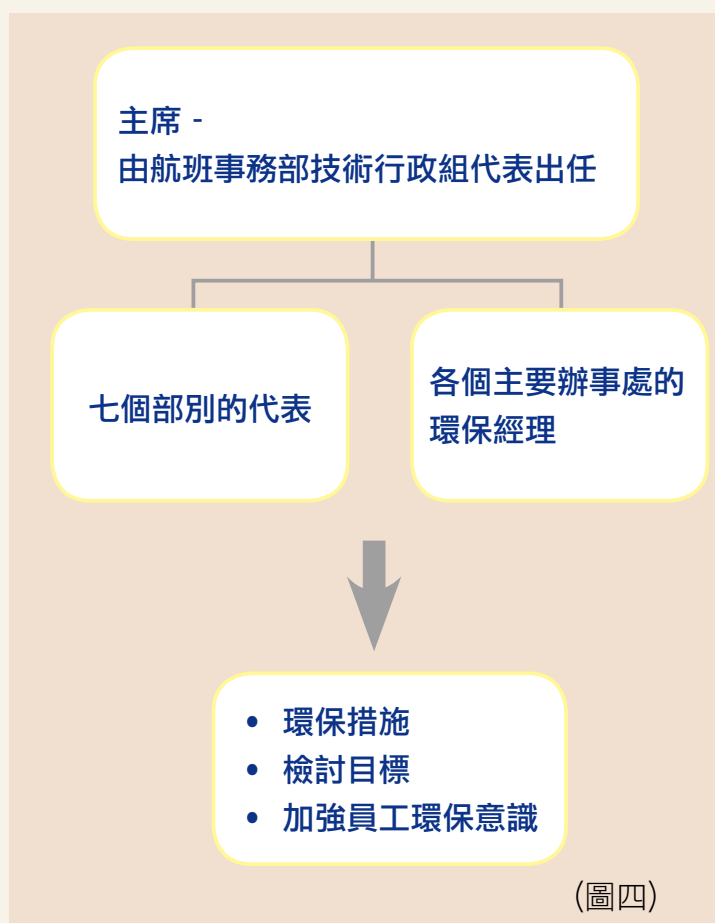 主席 -
由航班事務部技術行政組代表出任
七個部別的代表
各個主要辦事處的
環保經理
• 環保措施
• 檢討目標
• 加強員工環保意識
(圖四)